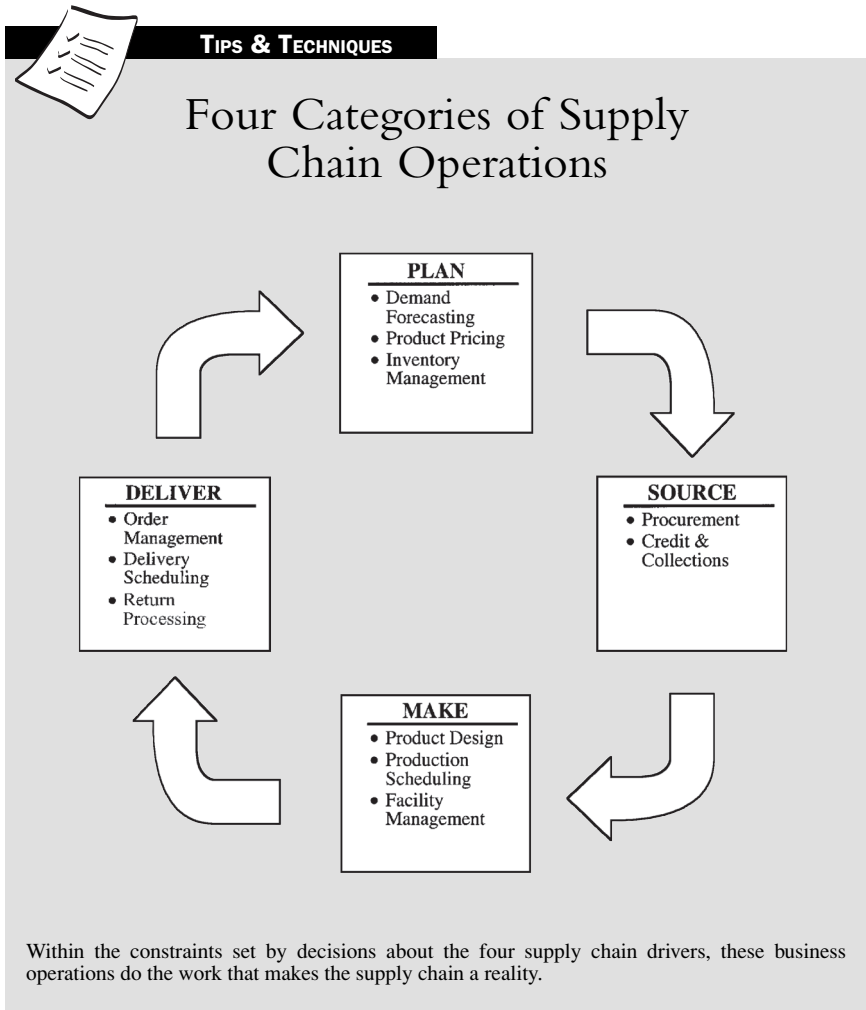 TIPS & TECHNIQUES
Four Categories of Supply
Chain Operations
PLAN
• Demand
Forecasting
• Product Pricing
• Inventory
Management
SOURCE
• Procurement
• Credit &
Collections
MAKE
• Product Design
• Production
Scheduling
• Facility
Management
DELIVER
• Order
Management
• Delivery
Scheduling
• Return
Processing
Within the constraints set by decisions about the four supply chain drivers, these business
operations do the work that makes the supply chain a reality.